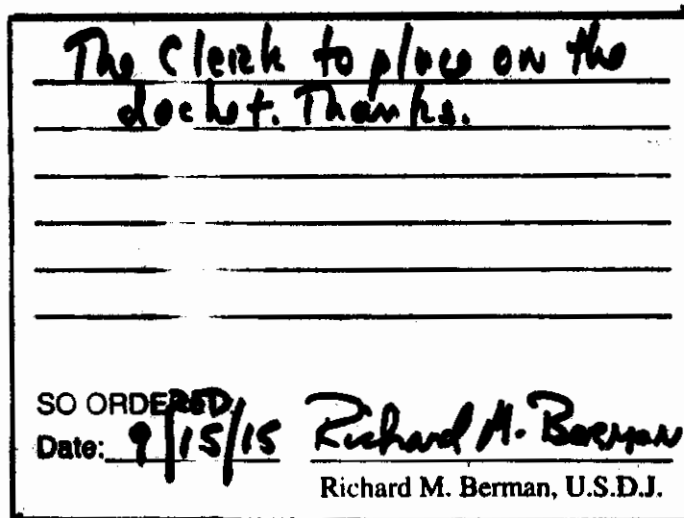 The Clerk to place on the
docket. Thanks.
SO ORDERED.
Date: 9/15/15 Richard M. Berman
Richard M. Berman, U.S.D.J.